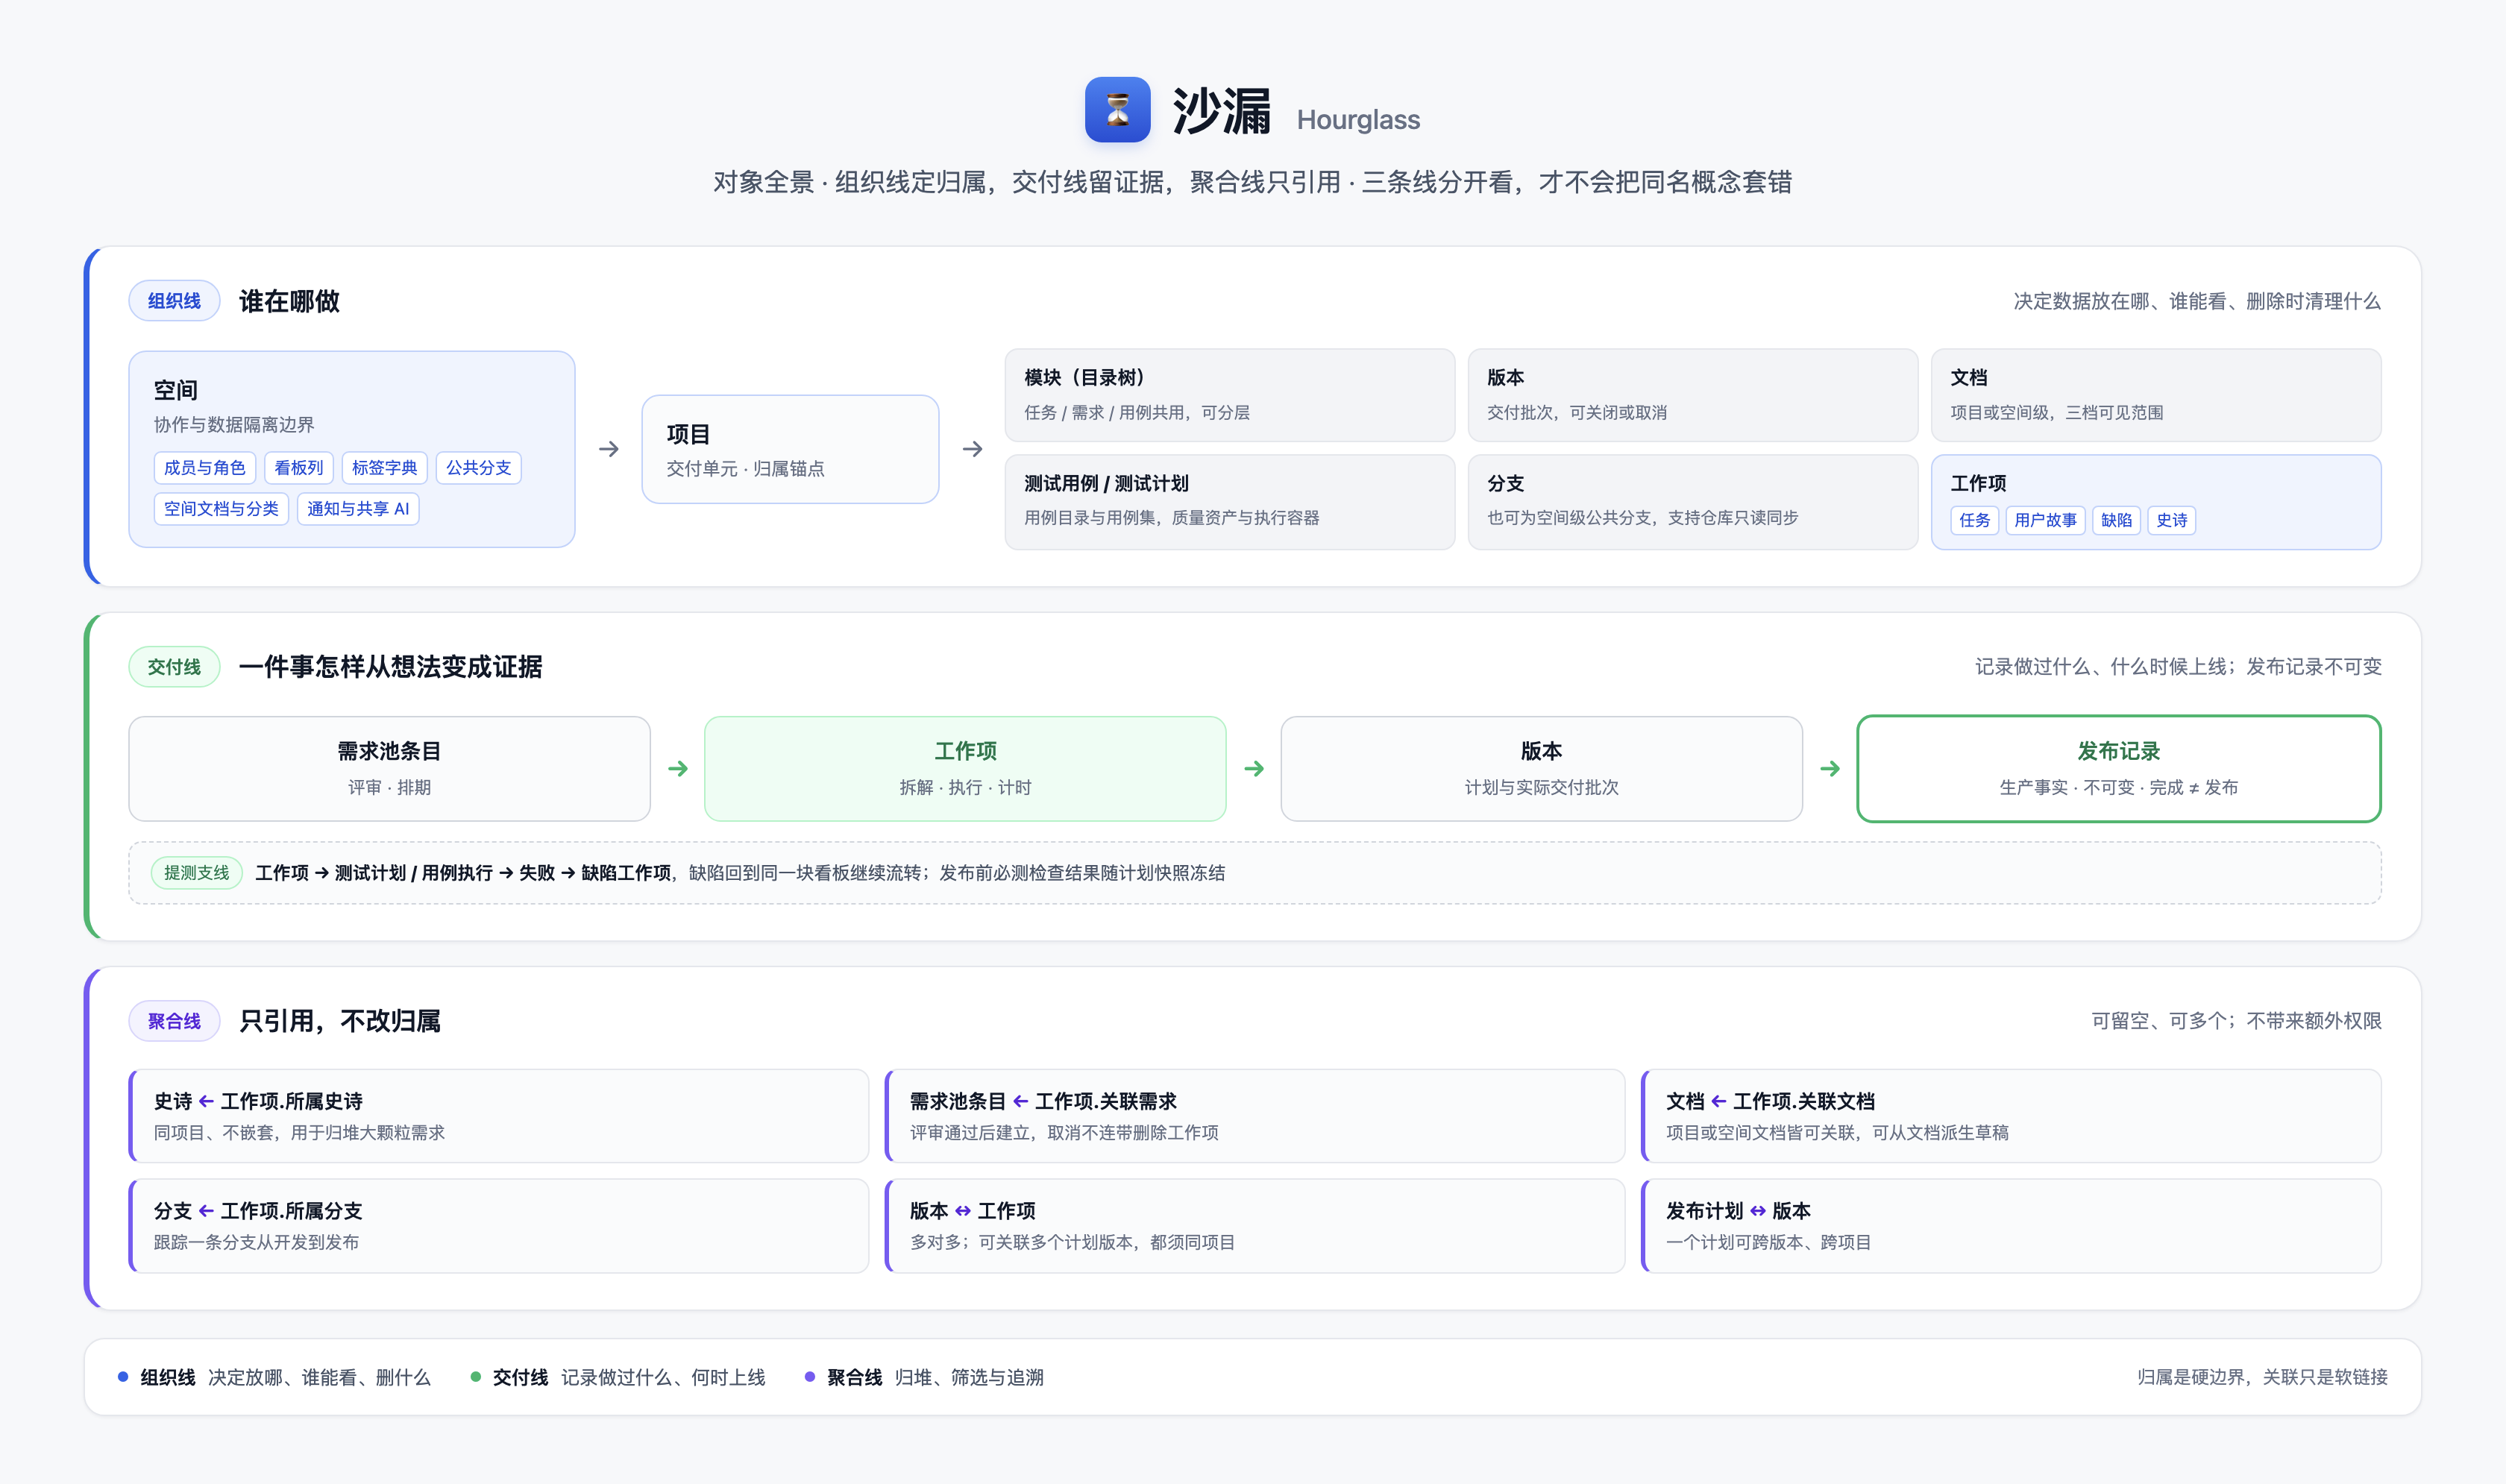 沙漏 Hourglass
对象全景 · 组织线定归属，交付线留证据，聚合线只引用 · 三条线分开看，才不会把同名概念套错
组织线 谁在哪做
决定数据放在哪、谁能看、删除时清理什么
空间
协作与数据隔离边界
成员与角色 看板列 标签字典 公共分支
空间文档与分类 通知与共享 AI
→
项目
交付单元 · 归属锚点
→
模块（目录树）
任务 / 需求 / 用例共用，可分层
版本
交付批次，可关闭或取消
文档
项目或空间级，三档可见范围
测试用例 / 测试计划
用例目录与用例集，质量资产与执行容器
分支
也可为空间级公共分支，支持仓库只读同步
工作项
任务 用户故事 缺陷 史诗
交付线 一件事怎样从想法变成证据
记录做过什么、什么时候上线；发布记录不可变
需求池条目
评审 · 排期
→
工作项
拆解 · 执行 · 计时
→
版本
计划与实际交付批次
→
发布记录
生产事实 · 不可变 · 完成 ≠ 发布
提测支线 工作项 → 测试计划 / 用例执行 → 失败 → 缺陷工作项，缺陷回到同一块看板继续流转；发布前必测检查结果随计划快照冻结
聚合线 只引用，不改归属
可留空、可多个；不带来额外权限
史诗 ← 工作项.所属史诗
同项目、不嵌套，用于归堆大颗粒需求
需求池条目 ← 工作项.关联需求
评审通过后建立，取消不连带删除工作项
文档 ← 工作项.关联文档
项目或空间文档皆可关联，可从文档派生草稿
分支 ← 工作项.所属分支
跟踪一条分支从开发到发布
版本 ↔ 工作项
多对多；可关联多个计划版本，都须同项目
发布计划 ↔ 版本
一个计划可跨版本、跨项目
组织线 决定放哪、谁能看、删什么 交付线 记录做过什么、何时上线 聚合线 归堆、筛选与追溯
归属是硬边界，关联只是软链接